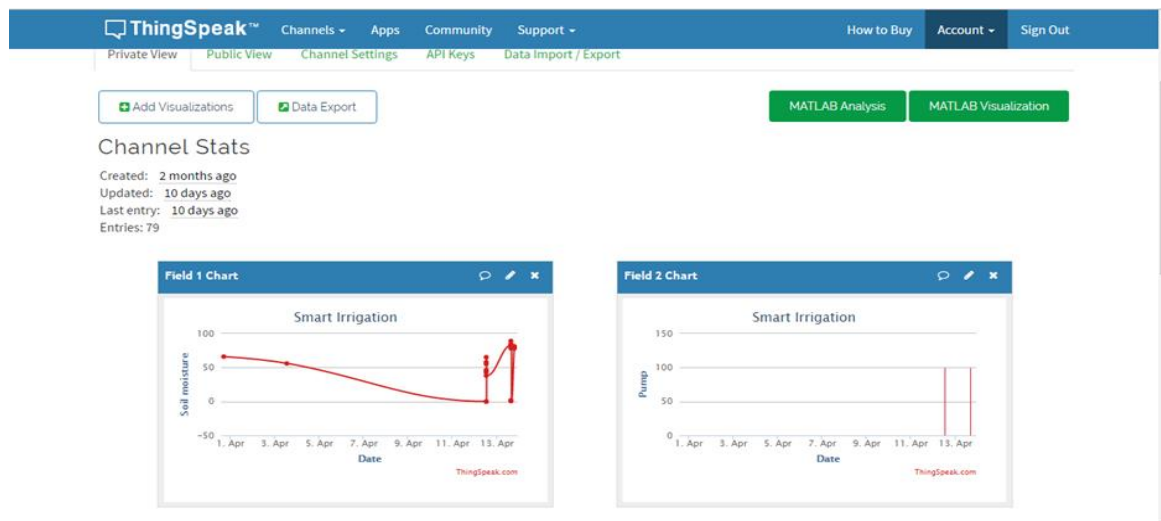 ThingSpeak™ Channels Apps Community Support How to Buy Account Sign Out
Private View Public View Channel Settings API Keys Data Import / Export
Add Visualizations Data Export MATLAB Analysis MATLAB Visualization
Channel Stats
Created: 2 months ago
Updated: 10 days ago
Last entry: 10 days ago
Entries: 79
Field 1 Chart
Smart Irrigation
Soil moisture
100
50
0
-50
1. Apr 3. Apr 5. Apr 7. Apr 9. Apr 11. Apr 13. Apr
Date
ThingSpeak.com
Field 2 Chart
Smart Irrigation
Pump
150
100
50
0
1. Apr 3. Apr 5. Apr 7. Apr 9. Apr 11. Apr 13. Apr
Date
ThingSpeak.com